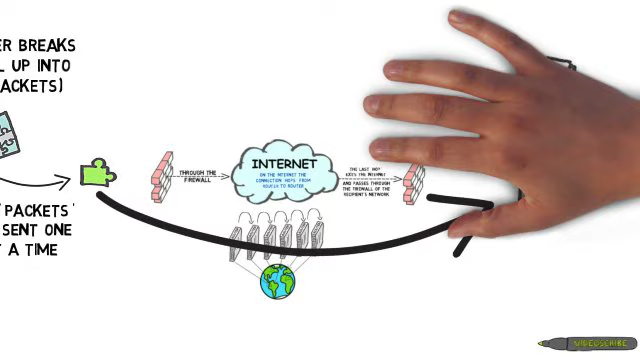 ER BREAKS
L UP INTO
ACKETS)
THROUGH THE
FIREWALL
INTERNET
ON THE INTERNET THE
CONNECTION HOPS FROM
ROUTER TO ROUTER
THE LAST HOP
EXITS THE INTERNET
AND PASSES THROUGH
THE FIREWALL OF THE
RECIPIENT'S NETWORK
'PACKETS'
SENT ONE
T A TIME
VIDEOSCRIBE